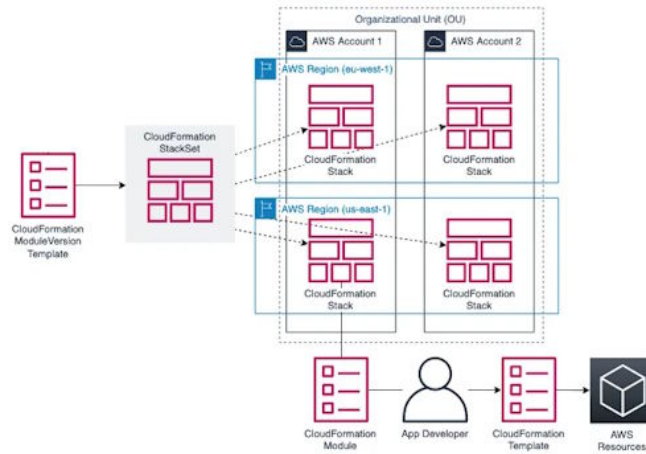 Organizational Unit (OU)
AWS Account 1
AWS Account 2
AWS Region (eu-west-1)
CloudFormation
StackSet
CloudFormation
Stack
CloudFormation
Stack
CloudFormation
ModuleVersion
Template
AWS Region (us-east-1)
CloudFormation
Stack
CloudFormation
Stack
CloudFormation
Module
App Developer
CloudFormation
Template
AWS
Resources